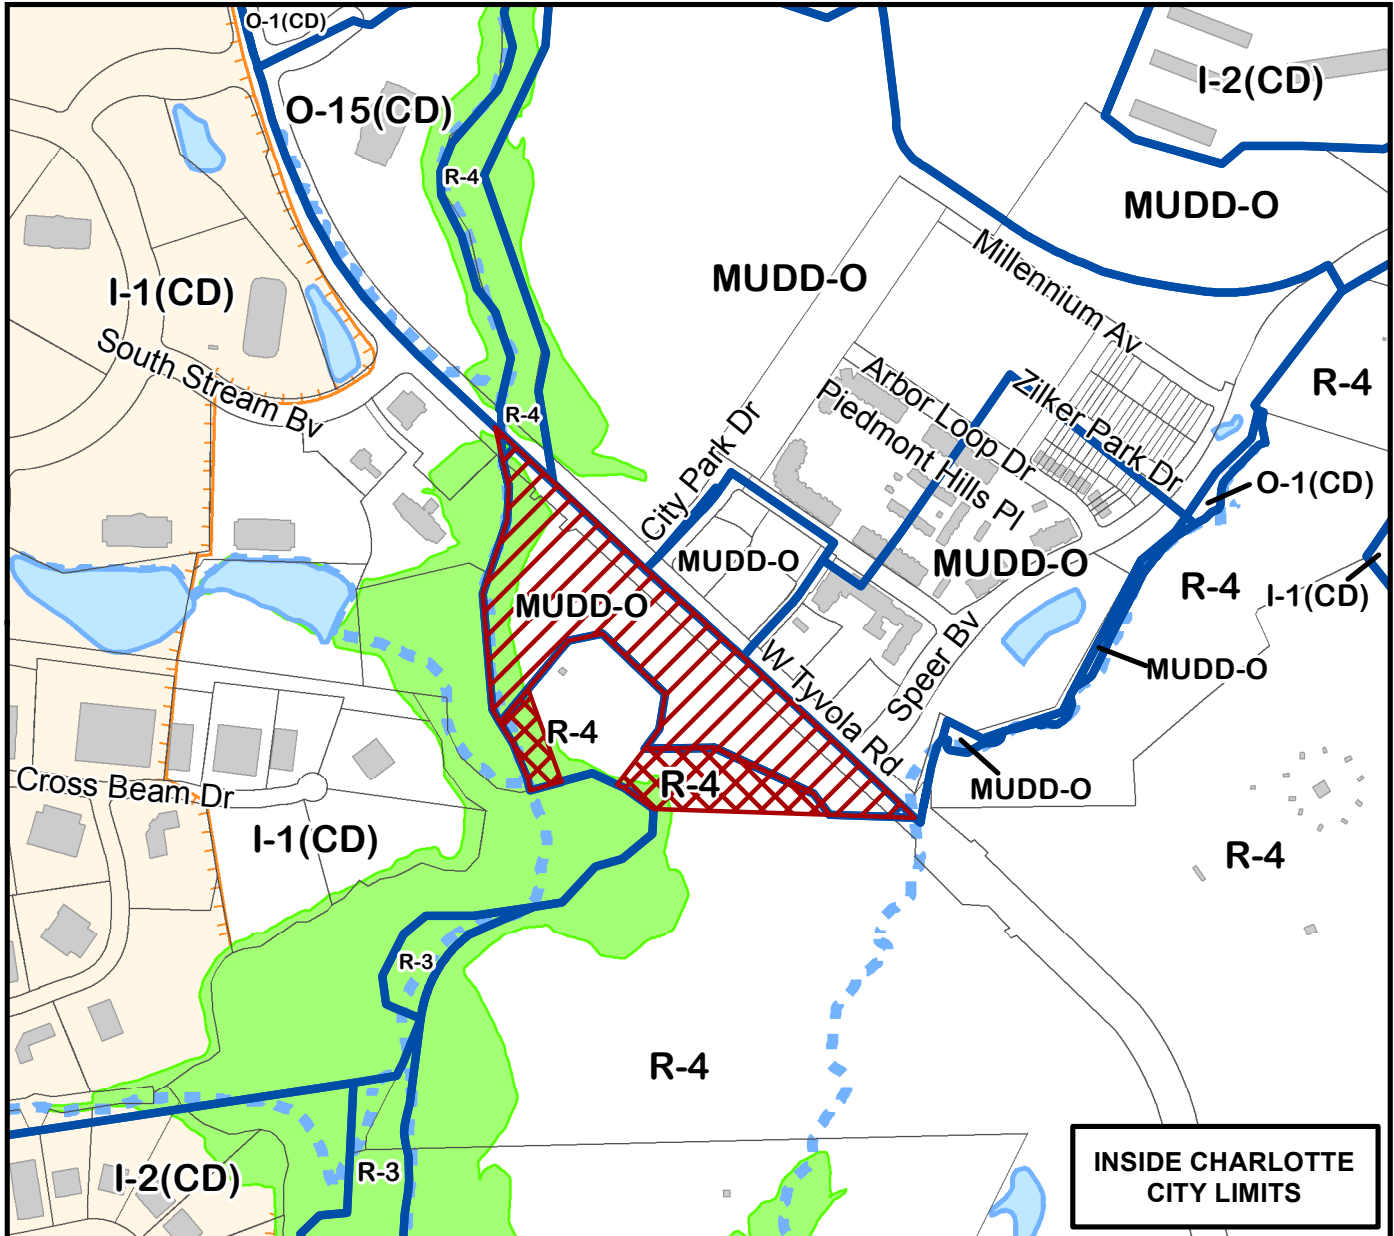 O-1(CD)
O-15(CD)
I-2(CD)
R-4
MUDD-O
MUDD-O
Millennium Av
I-1(CD)
South Stream Bv
R-4
R-4
Arbor Loop Dr
Zilker Park Dr
Piedmont Hills Pl
City Park Dr
O-1(CD)
MUDD-O
MUDD-O
R-4
I-1(CD)
MUDD-O
Speer Bv
MUDD-O
W Tyvola Rd
R-4
R-4
MUDD-O
Cross Beam Dr
I-1(CD)
R-4
R-3
R-4
INSIDE CHARLOTTE
CITY LIMITS
I-2(CD)
R-3